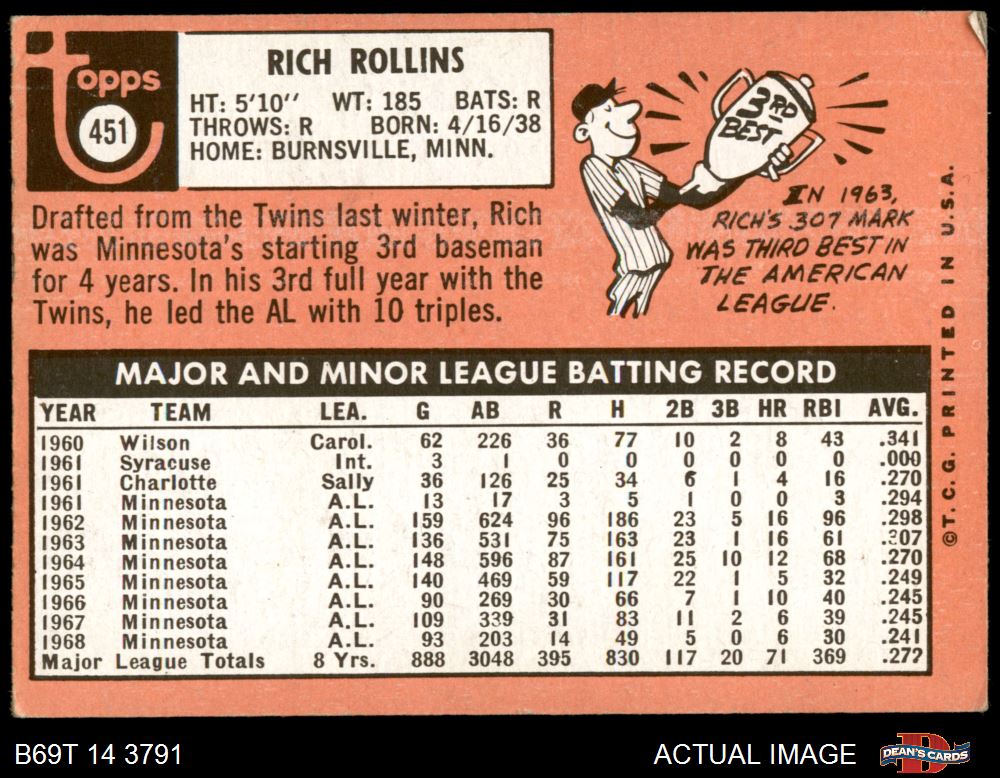 Topps
451
RICH ROLLINS
HT: 5'10" WT: 185 BATS: R
THROWS: R BORN: 4/16/38
HOME: BURNSVILLE, MINN.
Drafted from the Twins last winter, Rich
was Minnesota's starting 3rd baseman
for 4 years. In his 3rd full year with the
Twins, he led the AL with 10 triples.
3RD
BEST
IN 1963,
RICH'S .307 MARK
WAS THIRD BEST IN
THE AMERICAN
LEAGUE.
©T. C. G. PRINTED IN U. S. A.
MAJOR AND MINOR LEAGUE BATTING RECORD
YEAR TEAM LEA. G AB R H 2B 3B HR RBI AVG.
1960 Wilson Carol. 62 226 36 77 10 2 8 43 .341
1961 Syracuse Int. 3 1 0 0 0 0 0 0 .000
1961 Charlotte Sally 36 126 25 34 6 1 4 16 .270
1961 Minnesota A.L. 13 17 3 5 1 0 0 3 .294
1962 Minnesota A.L. 159 624 96 186 23 5 16 96 .298
1963 Minnesota A.L. 136 531 75 163 23 1 16 61 .307
1964 Minnesota A.L. 148 596 87 161 25 10 12 68 .270
1965 Minnesota A.L. 140 469 59 117 22 1 5 32 .249
1966 Minnesota A.L. 90 269 30 66 7 1 10 40 .245
1967 Minnesota A.L. 109 339 31 83 11 2 6 39 .245
1968 Minnesota A.L. 93 203 14 49 5 0 6 30 .241
Major League Totals 8 Yrs. 888 3048 395 830 117 20 71 369 .272
B69T 14 3791
ACTUAL IMAGE
DEAN'S CARDS